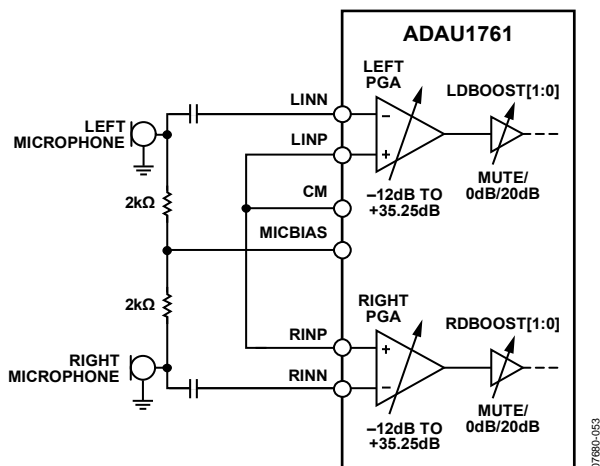 ADAU1761
LEFT
PGA
LDBOOST[1:0]
LINN
LEFT
MICROPHONE
LINP
CM
MUTE/
0dB/20dB
–12dB TO
+35.25dB
2kΩ
MICBIAS
2kΩ
RIGHT
PGA
RDBOOST[1:0]
RINP
RIGHT
MICROPHONE
RINN
MUTE/
0dB/20dB
–12dB TO
+35.25dB
07680-053